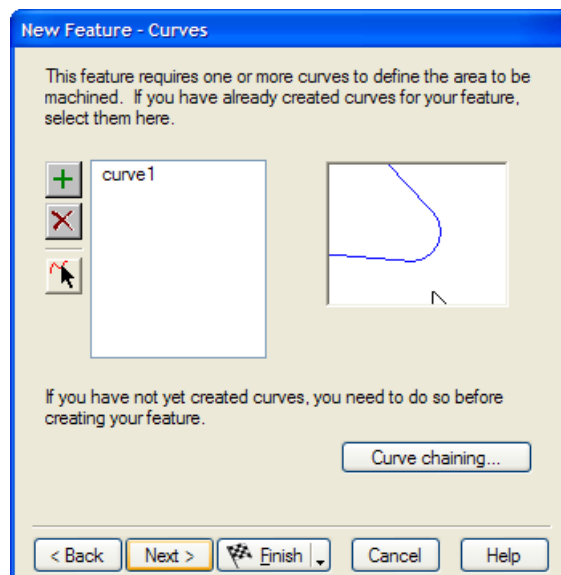 New Feature - Curves
This feature requires one or more curves to define the area to be
machined. If you have already created curves for your feature,
select them here.
curve1
If you have not yet created curves, you need to do so before
creating your feature.
Curve chaining...
< Back Next > Finish Cancel Help